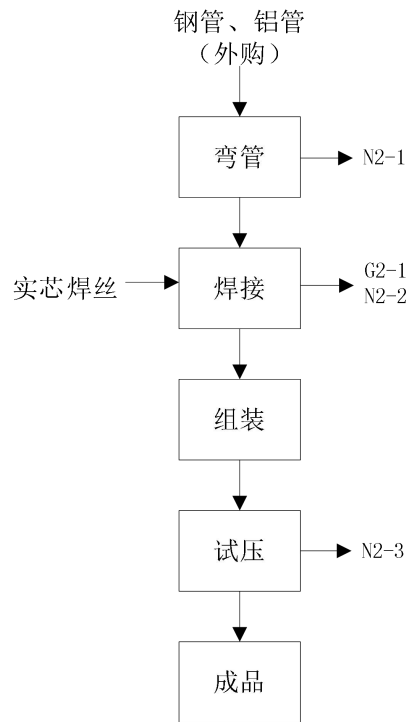 钢管、铝管
（外购）
弯管
N2-1
实芯焊丝
焊接
G2-1
N2-2
组装
试压
N2-3
成品